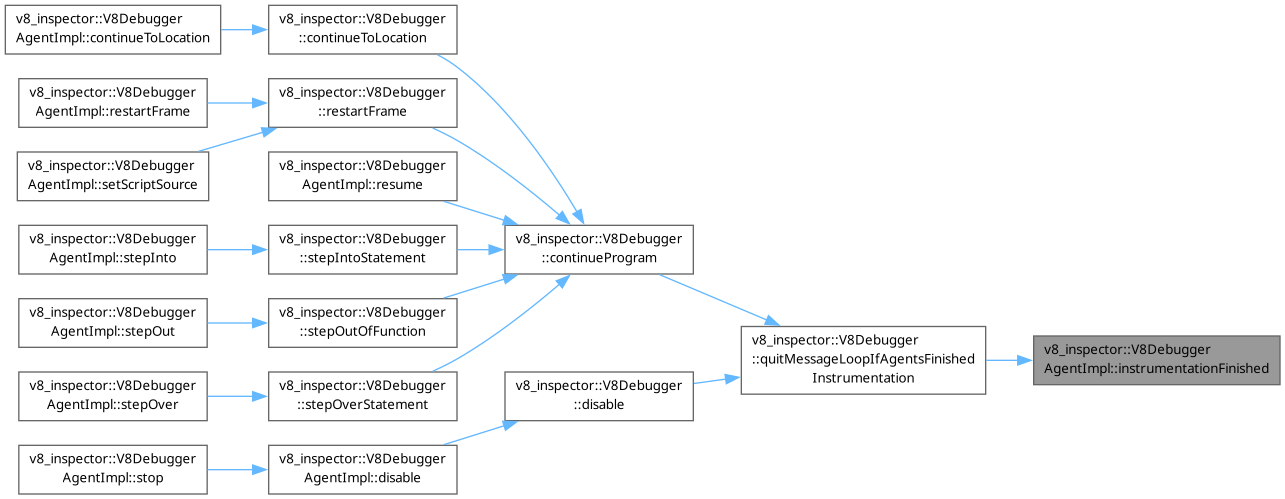 v8_inspector::V8Debugger
AgentImpl::continueToLocation
v8_inspector::V8Debugger
::continueToLocation
v8_inspector::V8Debugger
AgentImpl::restartFrame
v8_inspector::V8Debugger
::restartFrame
v8_inspector::V8Debugger
AgentImpl::setScriptSource
v8_inspector::V8Debugger
AgentImpl::resume
v8_inspector::V8Debugger
AgentImpl::stepInto
v8_inspector::V8Debugger
::stepIntoStatement
v8_inspector::V8Debugger
::continueProgram
v8_inspector::V8Debugger
AgentImpl::stepOut
v8_inspector::V8Debugger
::stepOutOfFunction
v8_inspector::V8Debugger
::quitMessageLoopIfAgentsFinished
Instrumentation
v8_inspector::V8Debugger
AgentImpl::instrumentationFinished
v8_inspector::V8Debugger
AgentImpl::stepOver
v8_inspector::V8Debugger
::stepOverStatement
v8_inspector::V8Debugger
::disable
v8_inspector::V8Debugger
AgentImpl::stop
v8_inspector::V8Debugger
AgentImpl::disable